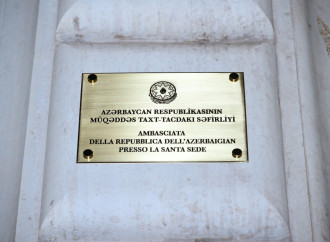 AZƏRBAYCAN RESPUBLİKASININ
MÜQƏDDƏS TAXT-TACDAKI SƏFİRLİYİ
AMBASCIATA
DELLA REPUBBLICA DELL'AZERBAIGIAN
PRESSO LA SANTA SEDE